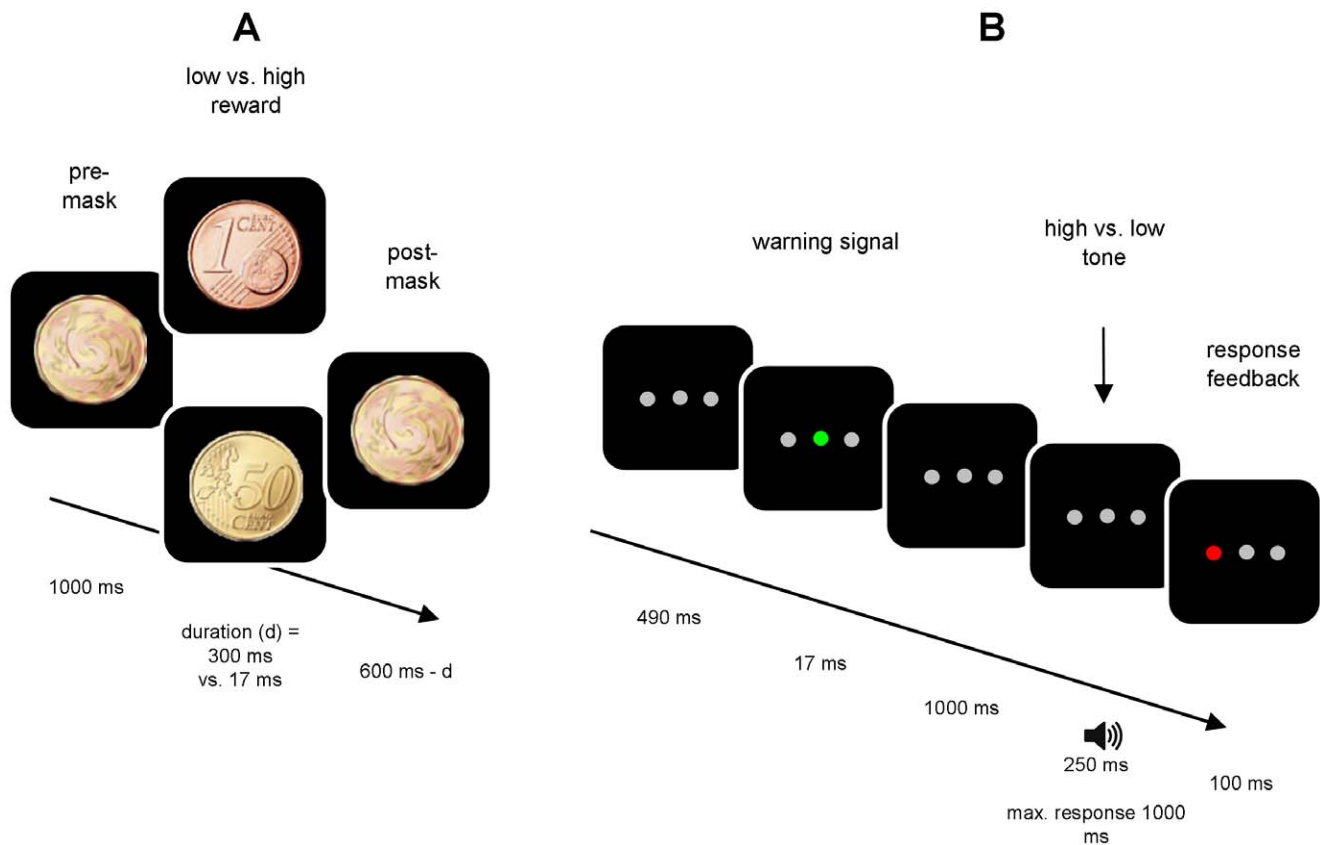 A
low vs. high
reward
pre-
mask
1
EURO
CENT
post-
mask
50
EURO
CENT
1000 ms
duration (d) =
300 ms
vs. 17 ms
600 ms - d
B
warning signal
high vs. low
tone
response
feedback
490 ms
17 ms
1000 ms
250 ms
100 ms
max. response 1000
ms